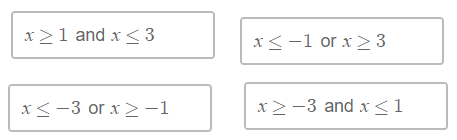 x ≥ 1 and x ≤ 3
x ≤ −1 or x ≥ 3
x ≤ −3 or x ≥ −1
x ≥ −3 and x ≤ 1